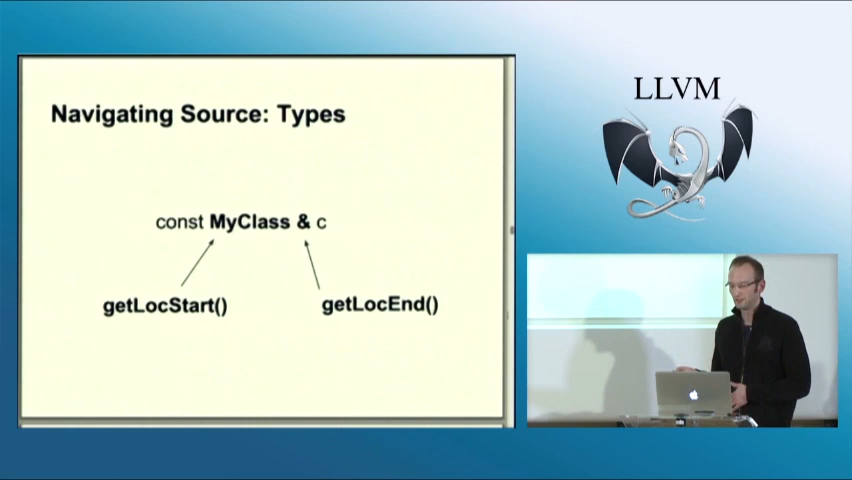 Navigating Source: Types
const MyClass & c
getLocStart()
getLocEnd()
LLVM